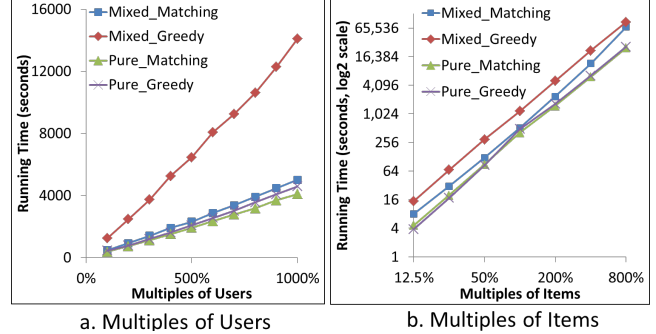 16000
12000
8000
4000
0
Running Time (seconds)
Mixed_Matching
Mixed_Greedy
Pure_Matching
Pure_Greedy
0%
500%
1000%
Multiples of Users
a. Multiples of Users
65,536
16,384
4,096
1,024
256
64
16
4
1
Running Time (seconds, log2 scale)
Mixed_Matching
Mixed_Greedy
Pure_Matching
Pure_Greedy
12.5%
50%
200%
800%
Multiples of Items
b. Multiples of Items